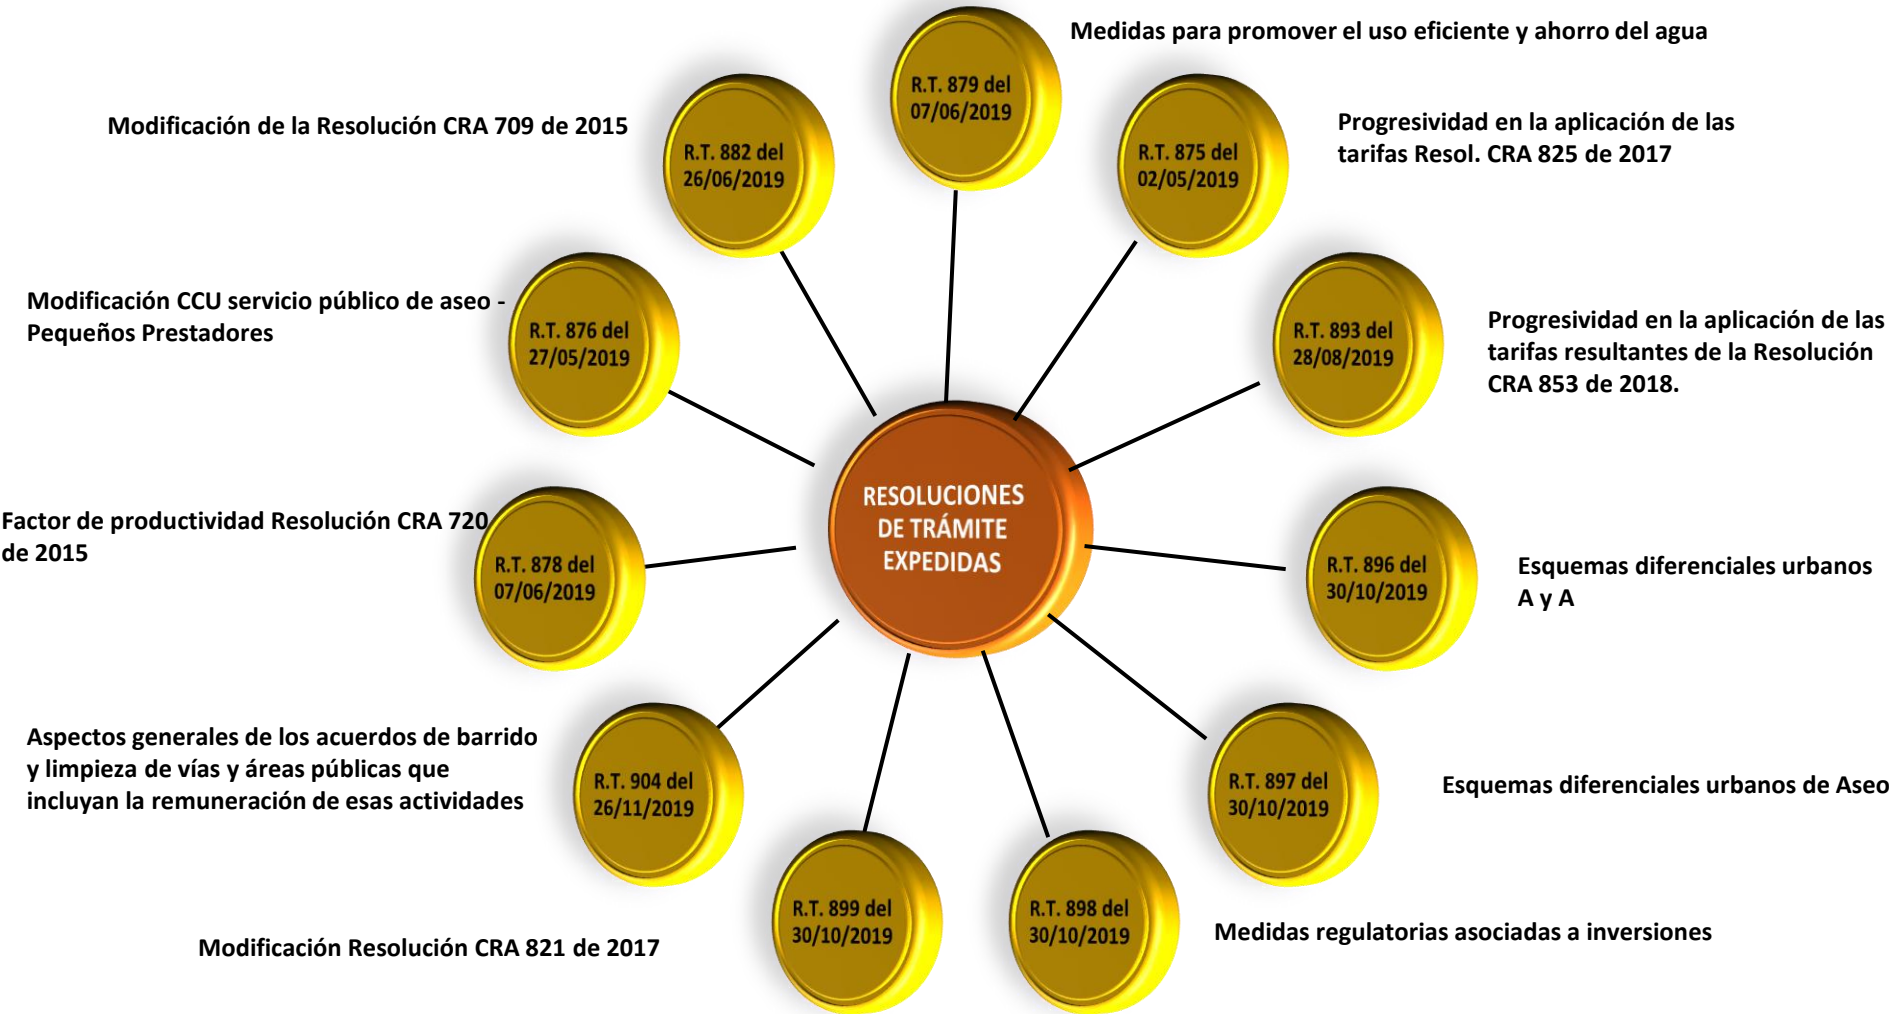 Medidas para promover el uso eficiente y ahorro del agua
R.T. 879 del
07/06/2019
Progresividad en la aplicación de las
tarifas Resol. CRA 825 de 2017
R.T. 875 del
02/05/2019
Progresividad en la aplicación de las
tarifas resultantes de la Resolución
CRA 853 de 2018.
R.T. 893 del
28/08/2019
Esquemas diferenciales urbanos
A y A
R.T. 896 del
30/10/2019
Esquemas diferenciales urbanos de Aseo
R.T. 897 del
30/10/2019
Medidas regulatorias asociadas a inversiones
R.T. 898 del
30/10/2019
Modificación Resolución CRA 821 de 2017
R.T. 899 del
30/10/2019
Aspectos generales de los acuerdos de barrido
y limpieza de vías y áreas públicas que
incluyan la remuneración de esas actividades
R.T. 904 del
26/11/2019
Factor de productividad Resolución CRA 720
de 2015
R.T. 878 del
07/06/2019
Modificación CCU servicio público de aseo -
Pequeños Prestadores
R.T. 876 del
27/05/2019
Modificación de la Resolución CRA 709 de 2015
R.T. 882 del
26/06/2019
RESOLUCIONES
DE TRÁMITE
EXPEDIDAS